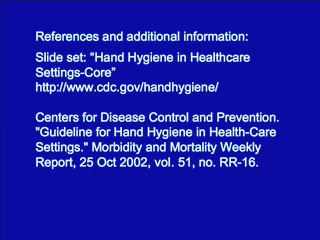 References and additional information:
Slide set: “Hand Hygiene in Healthcare
Settings-Core”
http://www.cdc.gov/handhygiene/
Centers for Disease Control and Prevention.
"Guideline for Hand Hygiene in Health-Care
Settings." Morbidity and Mortality Weekly
Report, 25 Oct 2002, vol. 51, no. RR-16.